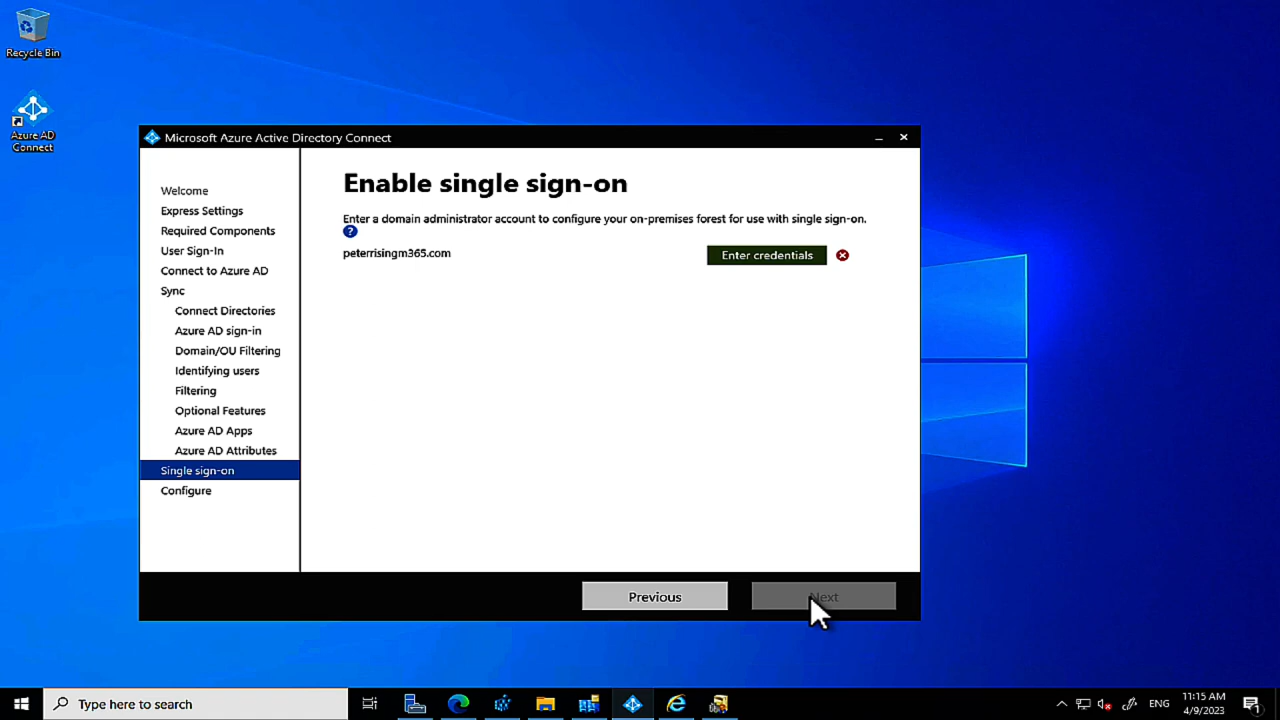 Recycle Bin
Azure AD
Connect
Microsoft Azure Active Directory Connect
Welcome
Express Settings
Required Components
User Sign-In
Connect to Azure AD
Sync
Connect Directories
Azure AD sign-in
Domain/OU Filtering
Identifying users
Filtering
Optional Features
Azure AD Apps
Azure AD Attributes
Single sign-on
Configure
Enable single sign-on
Enter a domain administrator account to configure your on-premises forest for use with single sign-on.
?
peterrisingm365.com
Enter credentials
Previous
Next
Type here to search
ENG
11:15 AM
4/9/2023
1